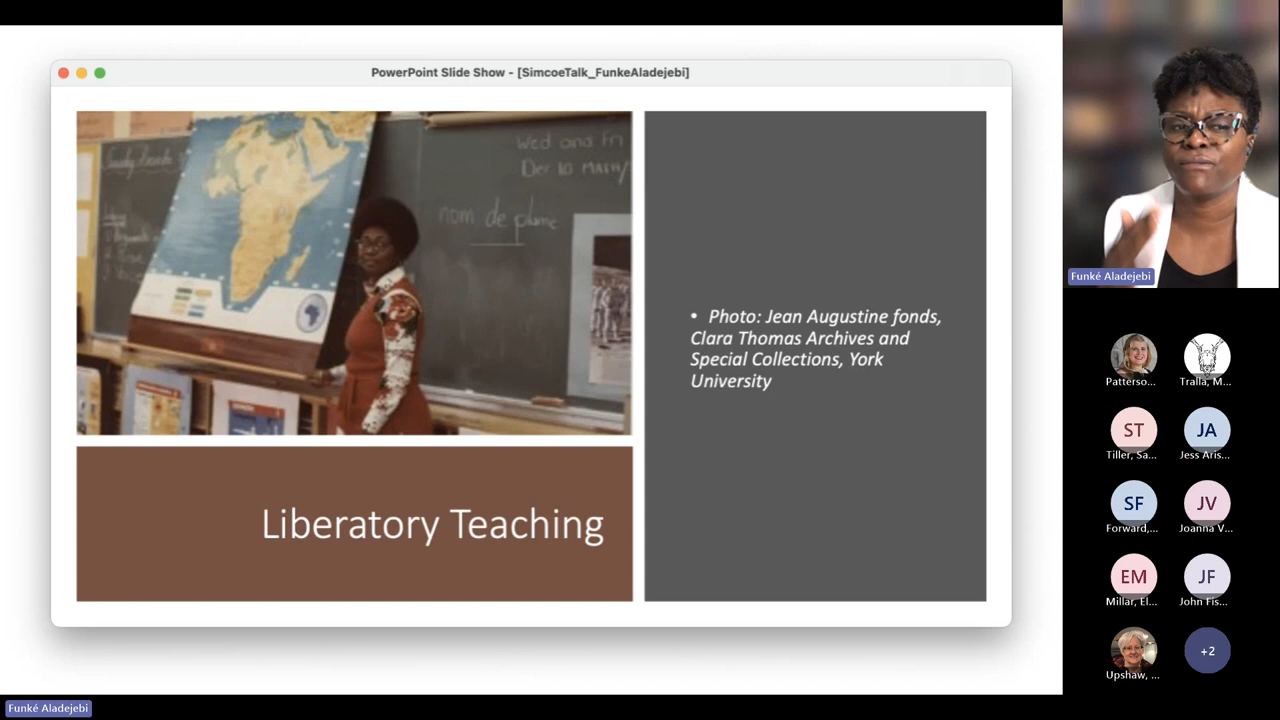 PowerPoint Slide Show - [SimcoeTalk_FunkeAladejebi]
Wed and Fri
Der 10 MATH/
nom de plume
• Photo: Jean Augustine fonds,
Clara Thomas Archives and
Special Collections, York
University
Liberatory Teaching
Funké Aladejebi
Patterso...
Tralla, M...
ST
JA
Tiller, Sa...
Jess Aris...
SF
JV
Forward,...
Joanna V...
EM
JF
Millar, El...
John Fis...
Upshaw, ...
+2
Funké Aladejebi